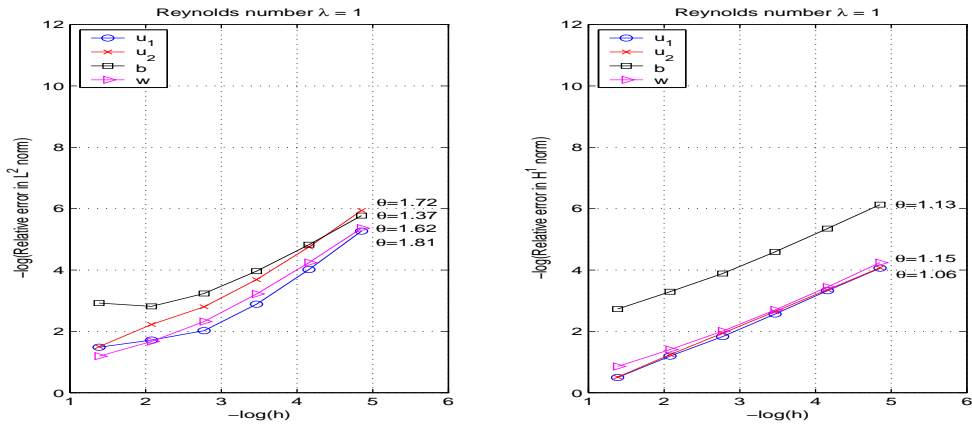 Reynolds number λ = 1
12
10
8
6
4
2
0
1
2
3
4
5
6
−log(h)
−log(Relative error in L² norm)
u₁
u₂
b
w
θ=1.72
θ=1.37
θ=1.62
θ=1.81
Reynolds number λ = 1
12
10
8
6
4
2
0
1
2
3
4
5
6
−log(h)
−log(Relative error in H¹ norm)
u₁
u₂
b
w
θ=1.13
θ=1.15
θ=1.06